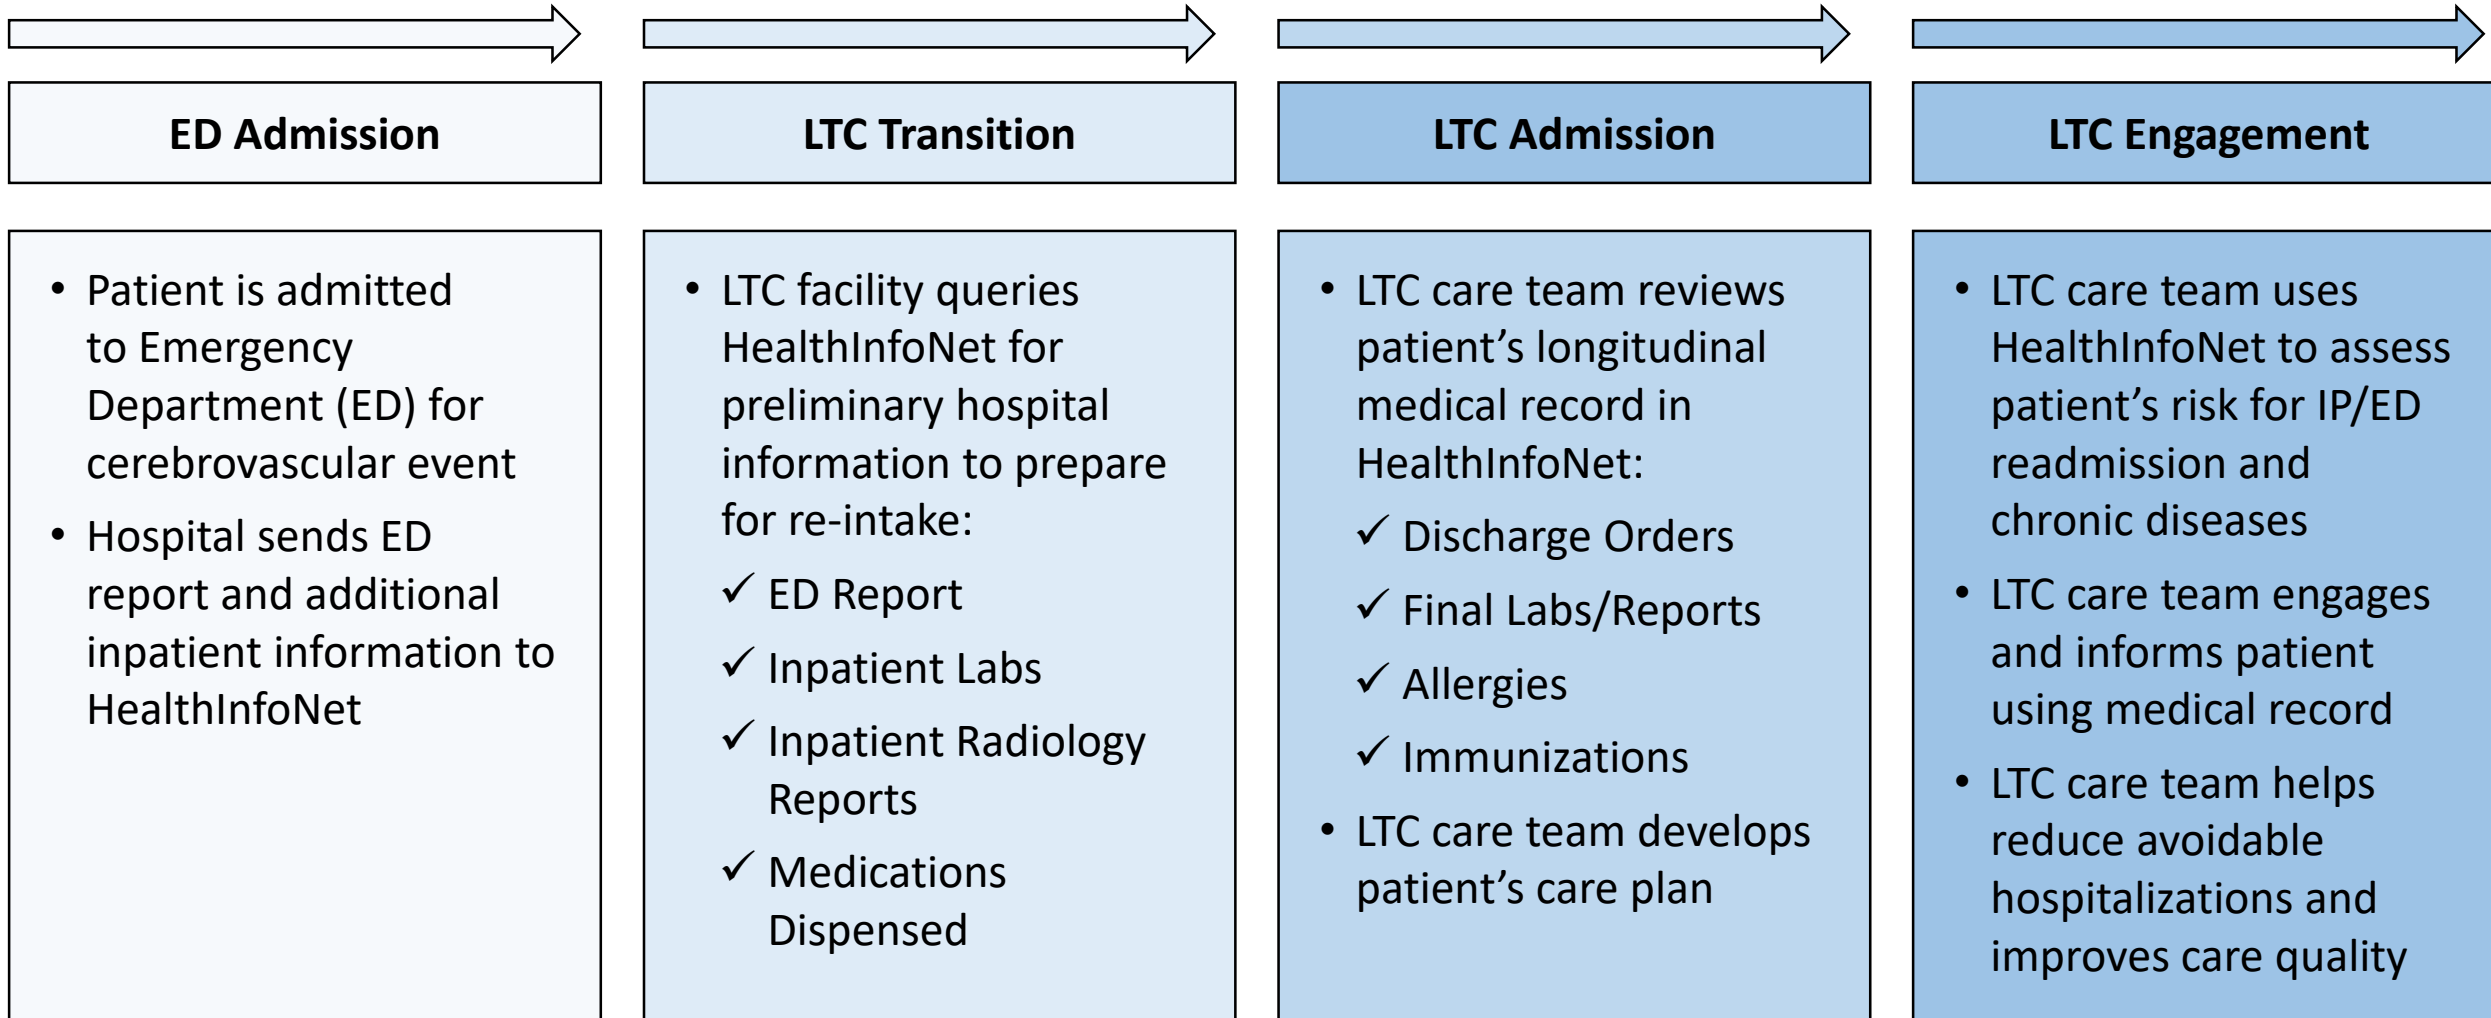 ED Admission
• Patient is admitted
to Emergency
Department (ED) for
cerebrovascular event
• Hospital sends ED
report and additional
inpatient information to
HealthInfoNet
LTC Transition
• LTC facility queries
HealthInfoNet for
preliminary hospital
information to prepare
for re-intake:
✓ ED Report
✓ Inpatient Labs
✓ Inpatient Radiology
Reports
✓ Medications
Dispensed
LTC Admission
• LTC care team reviews
patient’s longitudinal
medical record in
HealthInfoNet:
✓ Discharge Orders
✓ Final Labs/Reports
✓ Allergies
✓ Immunizations
• LTC care team develops
patient’s care plan
LTC Engagement
• LTC care team uses
HealthInfoNet to assess
patient’s risk for IP/ED
readmission and
chronic diseases
• LTC care team engages
and informs patient
using medical record
• LTC care team helps
reduce avoidable
hospitalizations and
improves care quality